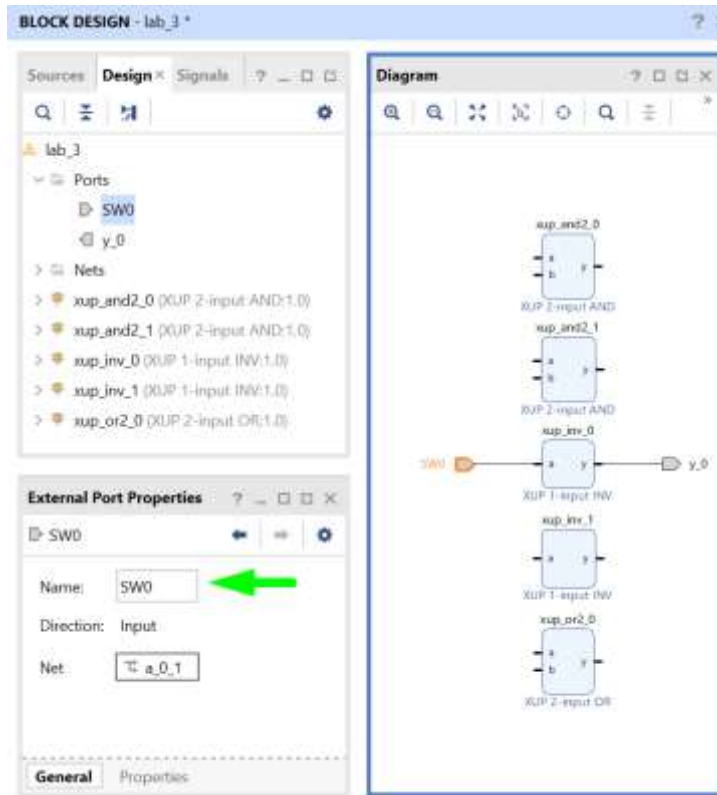 BLOCK DESIGN - lab_3 *
?
Sources Design × Signals ? _
lab_3
Ports
SW0
y_0
Nets
xup_and2_0 (XUP 2-input AND:1.0)
xup_and2_1 (XUP 2-input AND:1.0)
xup_inv_0 (XUP 1-input INV:1.0)
xup_inv_1 (XUP 1-input INV:1.0)
xup_or2_0 (XUP 2-input OR:1.0)
External Port Properties ? _ ×
SW0
Name: SW0
Direction: Input
Net a_0_1
General Properties
Diagram ? ×
»
xup_and2_0
a
b
y
XUP 2-input AND
xup_and2_1
a
b
y
XUP 2-input AND
xup_inv_0
SW0 a y y_0
XUP 1-input INV
xup_inv_1
a y
XUP 1-input INV
xup_or2_0
a
b
y
XUP 2-input OR